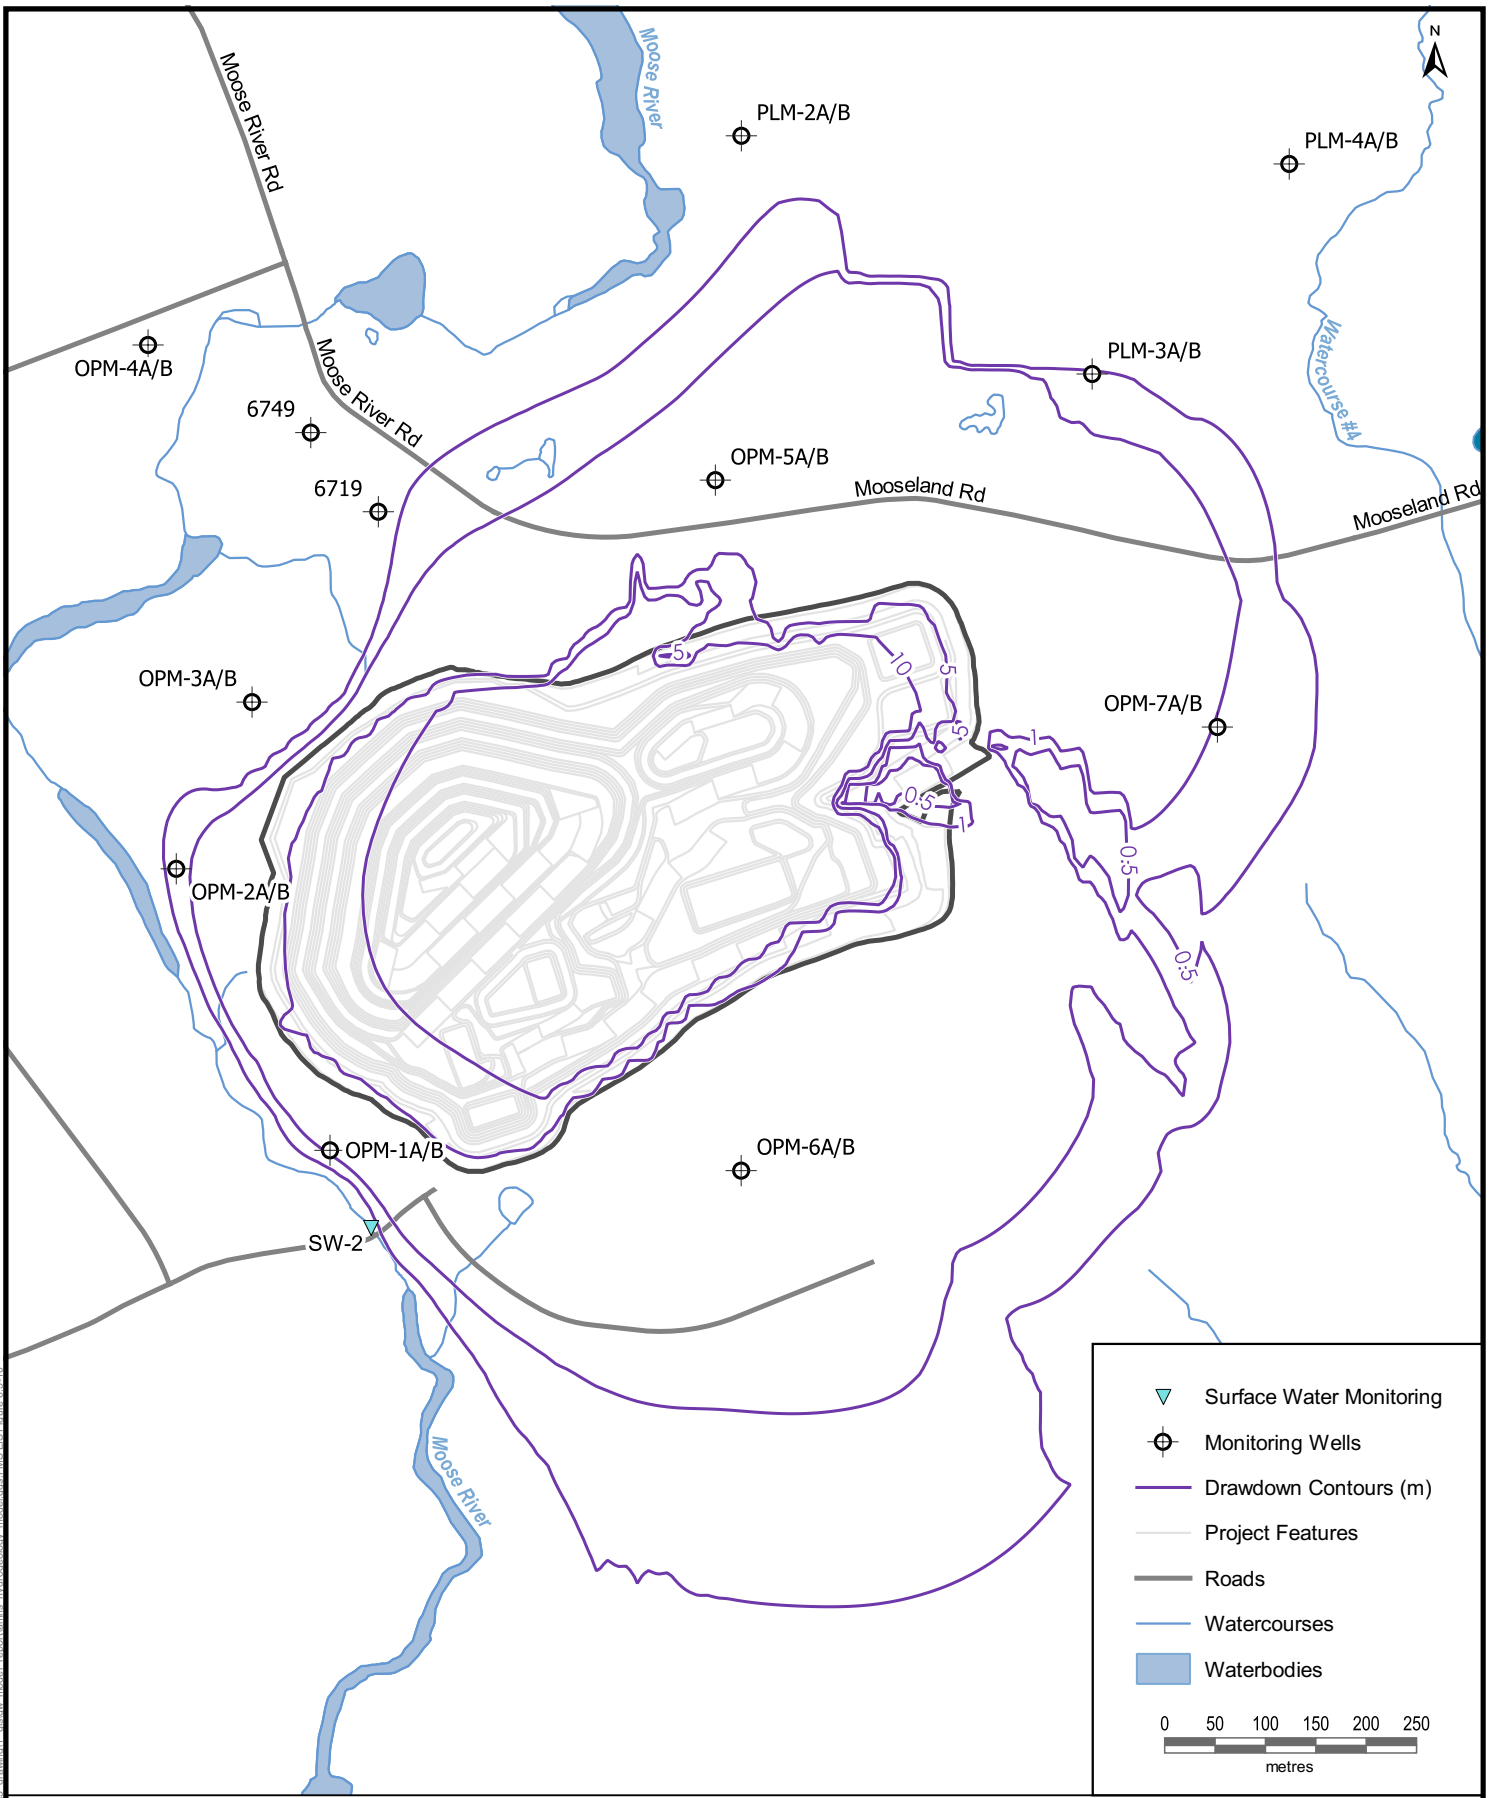 N
Moose River
Moose River Rd
PLM-2A/B
PLM-4A/B
OPM-4A/B
Moose River Rd
PLM-3A/B
Watercourse #4
6749
OPM-5A/B
6719
Mooseland Rd
Mooseland Rd
5
10
5
OPM-3A/B
OPM-7A/B
5
1
0.5
1
0.5
OPM-2A/B
0.5
OPM-1A/B
OPM-6A/B
SW-2
Moose River
Surface Water Monitoring
Monitoring Wells
Drawdown Contours (m)
Project Features
Roads
Watercourses
Waterbodies
0 50 100 150 200 250
metres